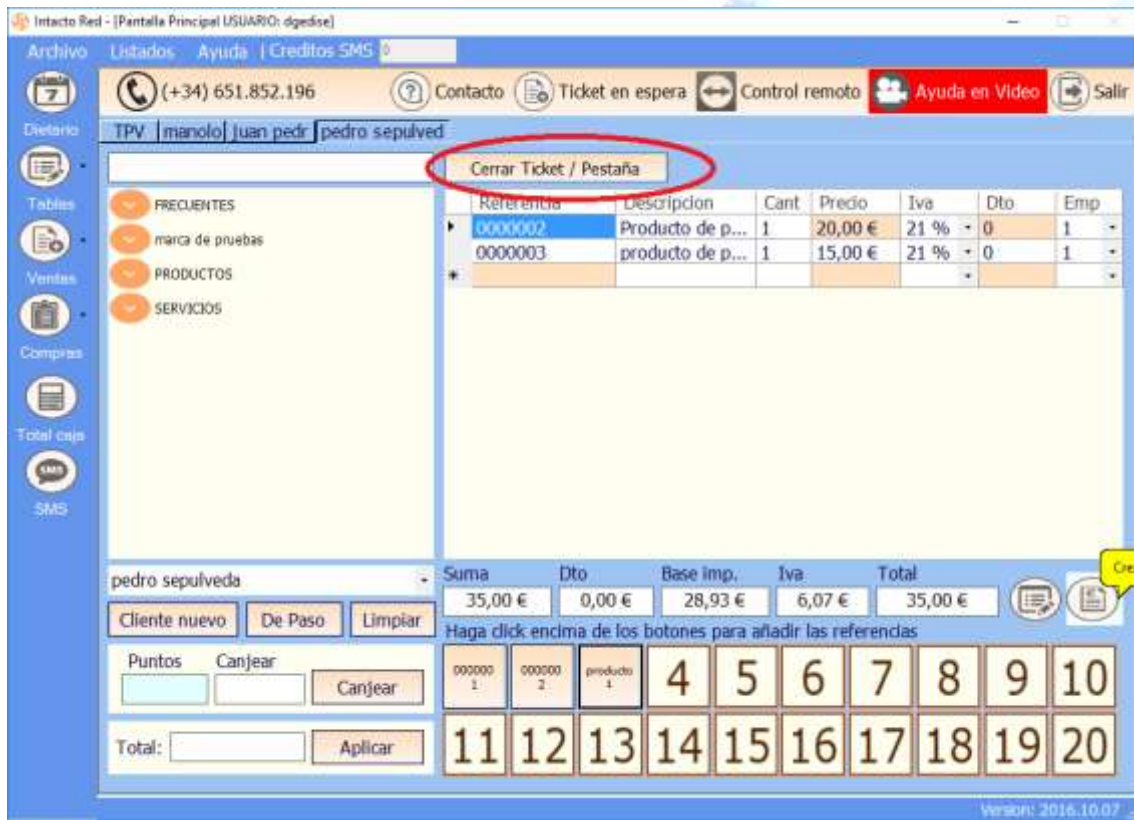 Intacto Red - [Pantalla Principal USUARIO: dgedise]
Archivo Listados Ayuda | Creditos SMS 0
(+34) 651.852.196 Contacto Ticket en espera Control remoto Ayuda en Video Salir
Dietario
Tables
Ventas
Compras
Total caja
SMS
TPV manolo juan pedr pedro sepulved
Cerrar Ticket / Pestaña
FRECUENTES
marca de pruebas
PRODUCTOS
SERVICIOS
Referencia Descripcion Cant Precio Iva Dto Emp
0000002 Producto de p... 1 20,00 € 21 % 0 1
0000003 producto de p... 1 15,00 € 21 % 0 1
pedro sepulveda
Cliente nuevo De Paso Limpiar
Puntos Canjear
Canjear
Total: Aplicar
Suma Dto Base imp. Iva Total
35,00 € 0,00 € 28,93 € 6,07 € 35,00 €
Cre
Haga click encima de los botones para añadir las referencias
000000 1 000000 2 producto 1 4 5 6 7 8 9 10
11 12 13 14 15 16 17 18 19 20
Version: 2016.10.07